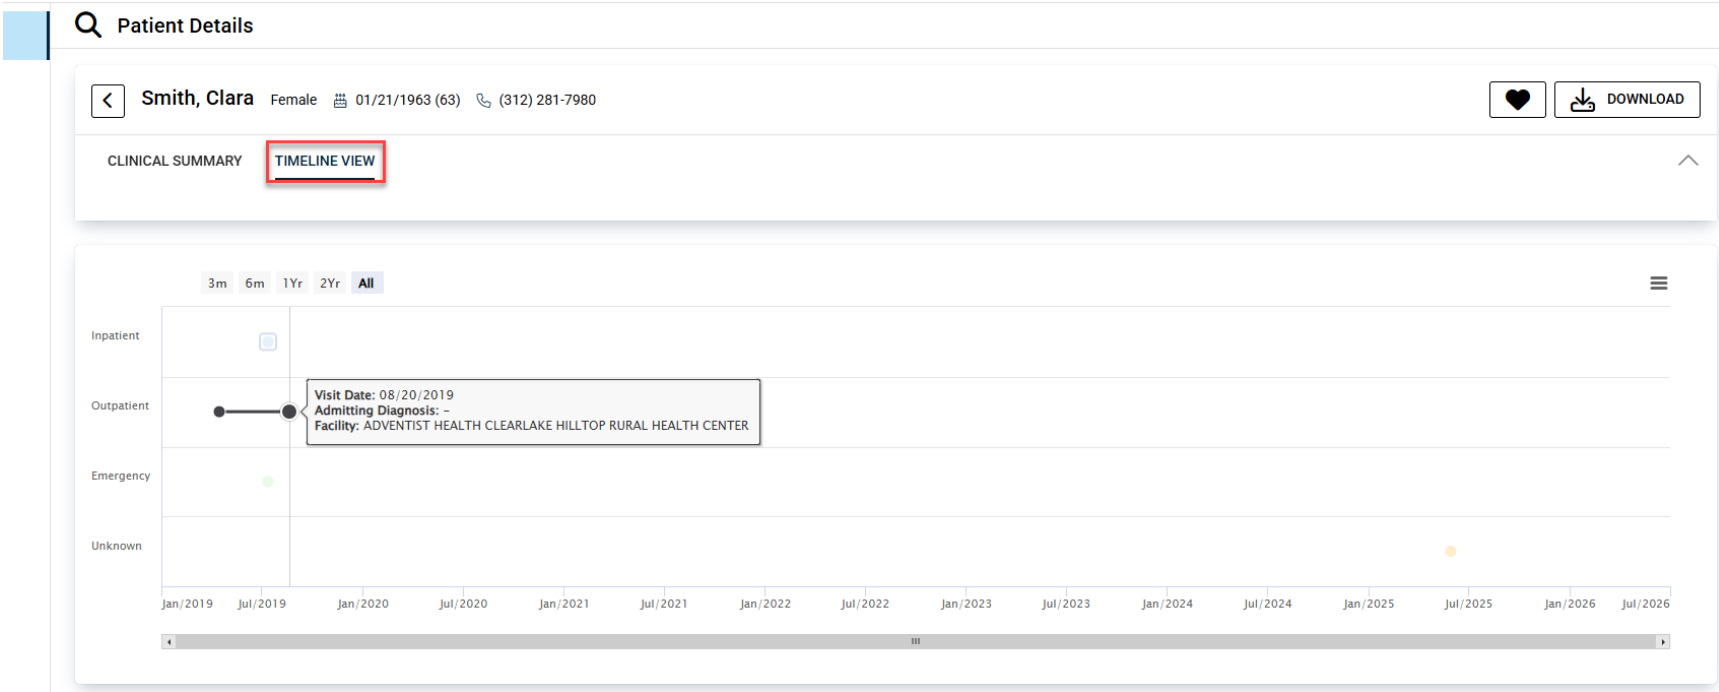 Patient Details
Smith, Clara Female 01/21/1963 (63) (312) 281-7980
DOWNLOAD
CLINICAL SUMMARY TIMELINE VIEW
3m 6m 1Yr 2Yr All
Inpatient
Outpatient
Visit Date: 08/20/2019
Admitting Diagnosis: -
Facility: ADVENTIST HEALTH CLEARLAKE HILLTOP RURAL HEALTH CENTER
Emergency
Unknown
Jan/2019 Jul/2019 Jan/2020 Jul/2020 Jan/2021 Jul/2021 Jan/2022 Jul/2022 Jan/2023 Jul/2023 Jan/2024 Jul/2024 Jan/2025 Jul/2025 Jan/2026 Jul/2026